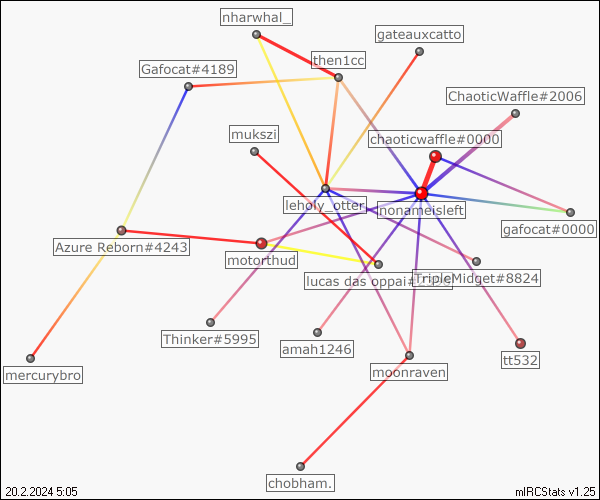 nharwhal_
gateauxcatto
then1cc
Gafocat#4189
ChaoticWaffle#2006
mukszi
chaoticwaffle#0000
leholy_otter
nonameisleft
gafocat#0000
Azure Reborn#4243
motorthud
lucas das oppai#
TripleMidget#8824
Thinker#5995
amah1246
tt532
mercurybro
moonraven
chobham.
20.2.2024 5:05
mIRCStats v1.25